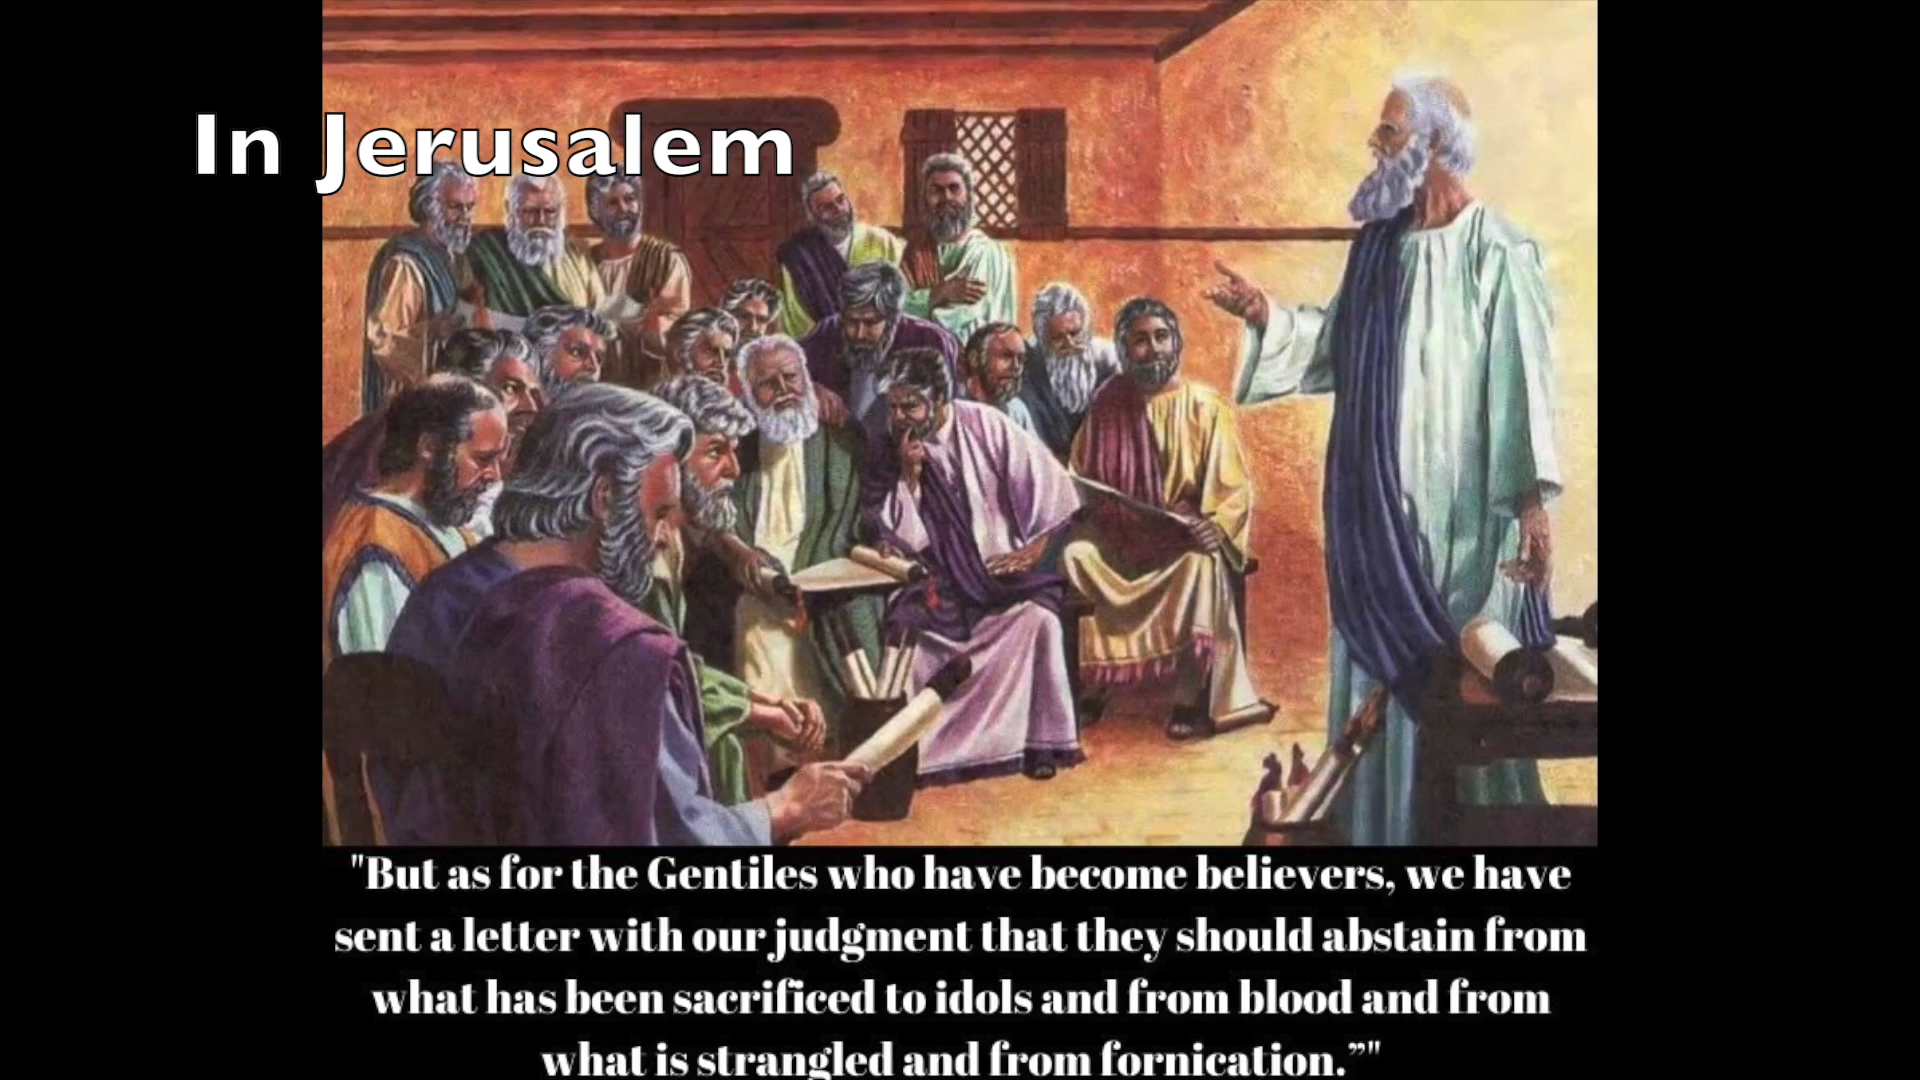 In Jerusalem
"But as for the Gentiles who have become believers, we have
sent a letter with our judgment that they should abstain from
what has been sacrificed to idols and from blood and from
what is strangled and from fornication.”"